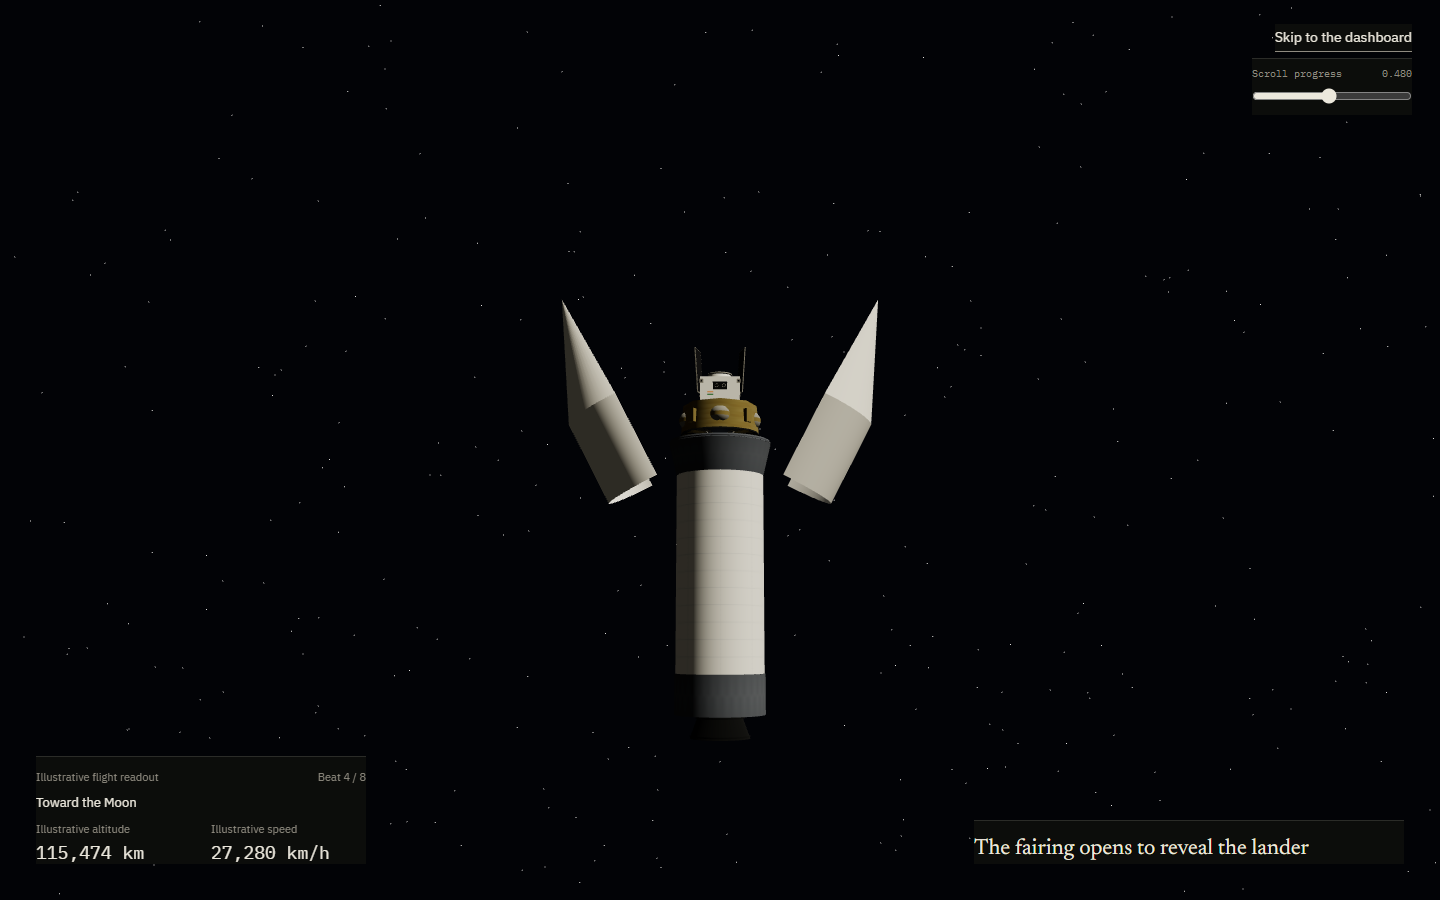 Skip to the dashboard
Scroll progress 0.480
Illustrative flight readout Beat 4 / 8
Toward the Moon
Illustrative altitude Illustrative speed
115,474 km 27,280 km/h
The fairing opens to reveal the lander